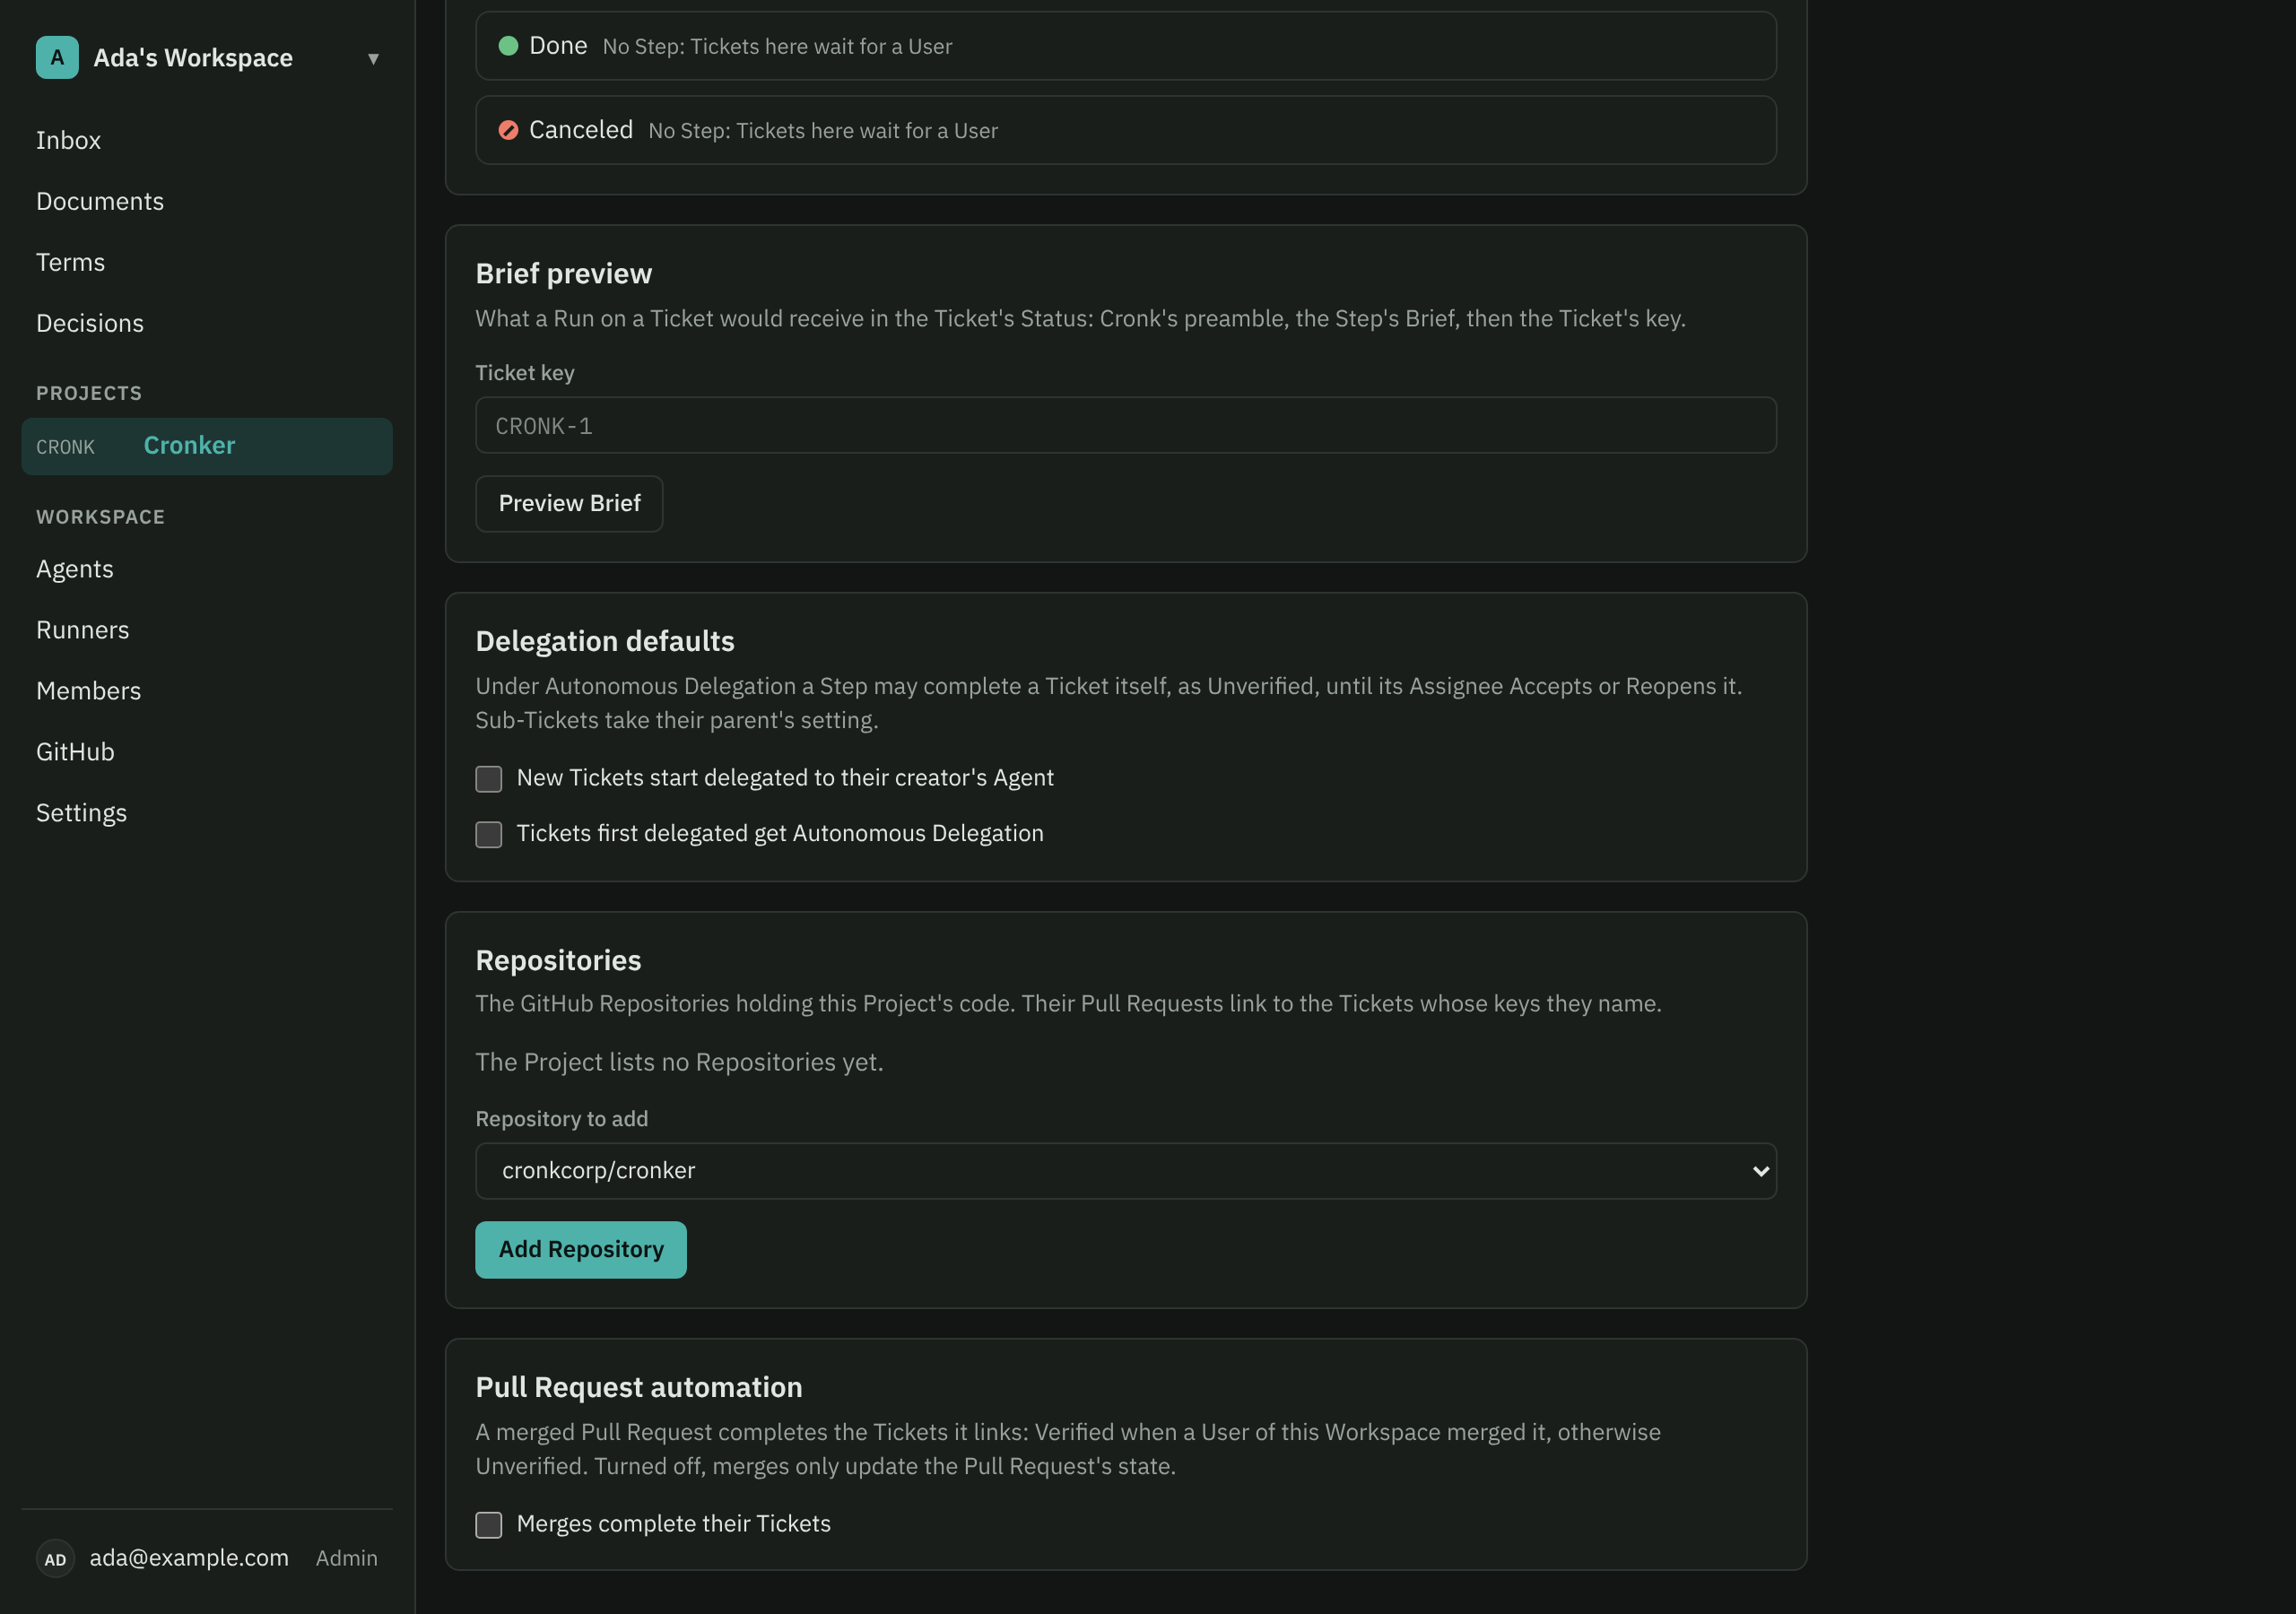 A Ada's Workspace ▼
Inbox
Documents
Terms
Decisions
PROJECTS
CRONK Cronker
WORKSPACE
Agents
Runners
Members
GitHub
Settings
AD ada@example.com Admin
Done No Step: Tickets here wait for a User
Canceled No Step: Tickets here wait for a User
Brief preview
What a Run on a Ticket would receive in the Ticket's Status: Cronk's preamble, the Step's Brief, then the Ticket's key.
Ticket key
CRONK-1
Preview Brief
Delegation defaults
Under Autonomous Delegation a Step may complete a Ticket itself, as Unverified, until its Assignee Accepts or Reopens it.
Sub-Tickets take their parent's setting.
New Tickets start delegated to their creator's Agent
Tickets first delegated get Autonomous Delegation
Repositories
The GitHub Repositories holding this Project's code. Their Pull Requests link to the Tickets whose keys they name.
The Project lists no Repositories yet.
Repository to add
cronkcorp/cronker
Add Repository
Pull Request automation
A merged Pull Request completes the Tickets it links: Verified when a User of this Workspace merged it, otherwise
Unverified. Turned off, merges only update the Pull Request's state.
Merges complete their Tickets